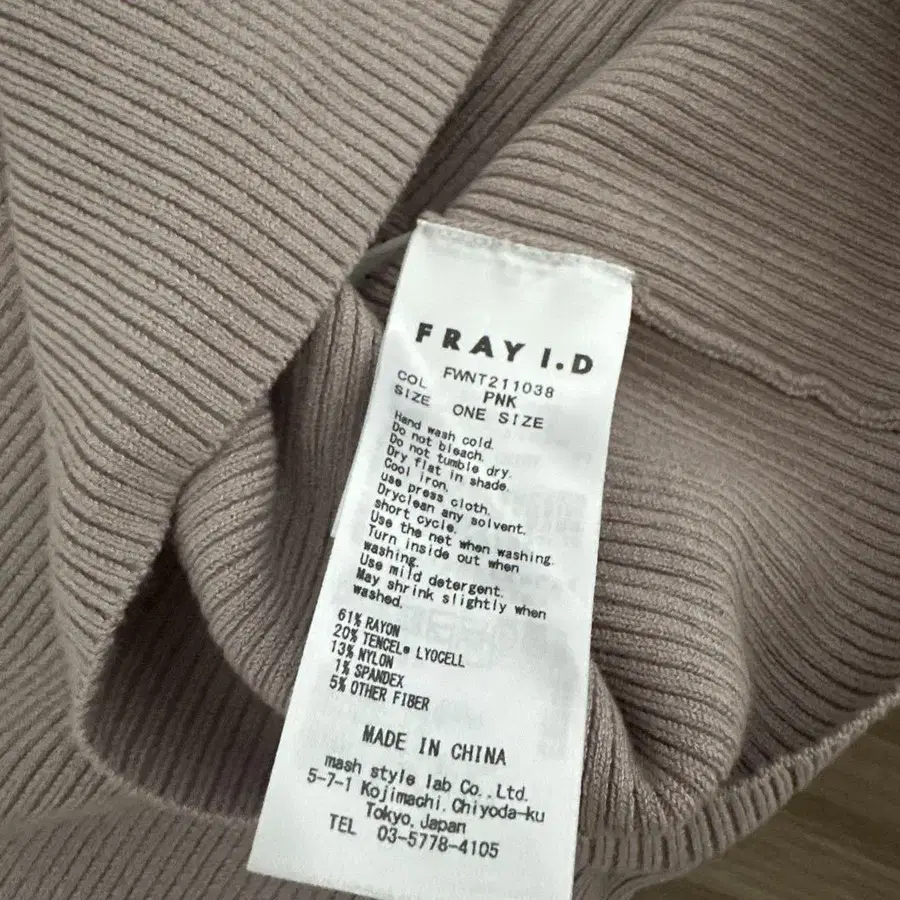 FRAY I.D
FWNT211038
COL PNK
SIZE ONE SIZE
Hand wash cold.
Do not bleach.
Do not tumble dry.
Dry flat in shade.
Cool iron,
use press cloth.
Dryclean any solvent,
short cycle.
Use the net when washing.
Turn inside out when
washing.
Use mild detergent.
May shrink slightly when
washed.
61% RAYON
20% TENCEL® LYOCELL
13% NYLON
1% SPANDEX
5% OTHER FIBER
MADE IN CHINA
mash style lab Co.,Ltd.
5-7-1 Kojimachi, Chiyoda-ku
Tokyo, Japan
TEL 03-5778-4105